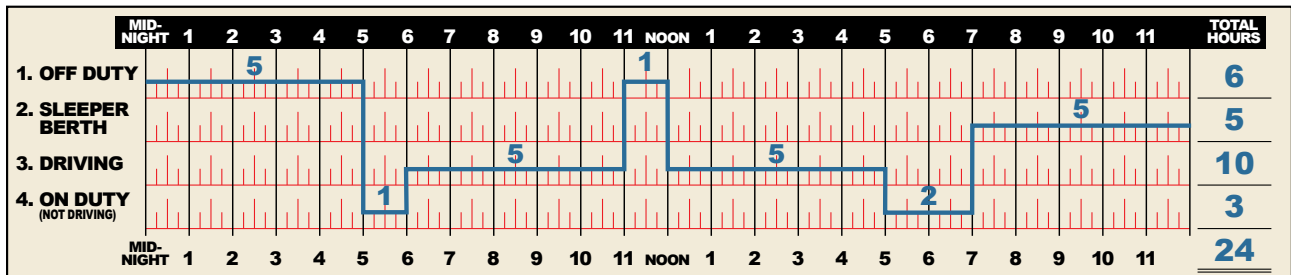 MID-NIGHT 1 2 3 4 5 6 7 8 9 10 11 NOON 1 2 3 4 5 6 7 8 9 10 11 TOTAL HOURS
1. OFF DUTY 5 1 6
2. SLEEPER BERTH 5 5
3. DRIVING 5 5 10
4. ON DUTY (NOT DRIVING) 1 2 3
MID-NIGHT 1 2 3 4 5 6 7 8 9 10 11 NOON 1 2 3 4 5 6 7 8 9 10 11 24